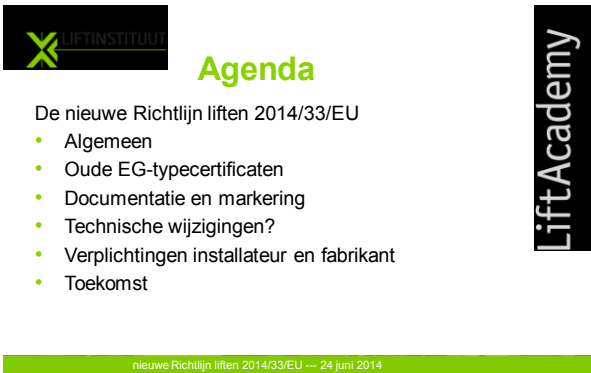 LIFTINSTITUUT
Agenda
De nieuwe Richtlijn liften 2014/33/EU
• Algemeen
• Oude EG-typecertificaten
• Documentatie en markering
• Technische wijzigingen?
• Verplichtingen installateur en fabrikant
• Toekomst
LiftAcademy
nieuwe Richtlijn liften 2014/33/EU --- 24 juni 2014